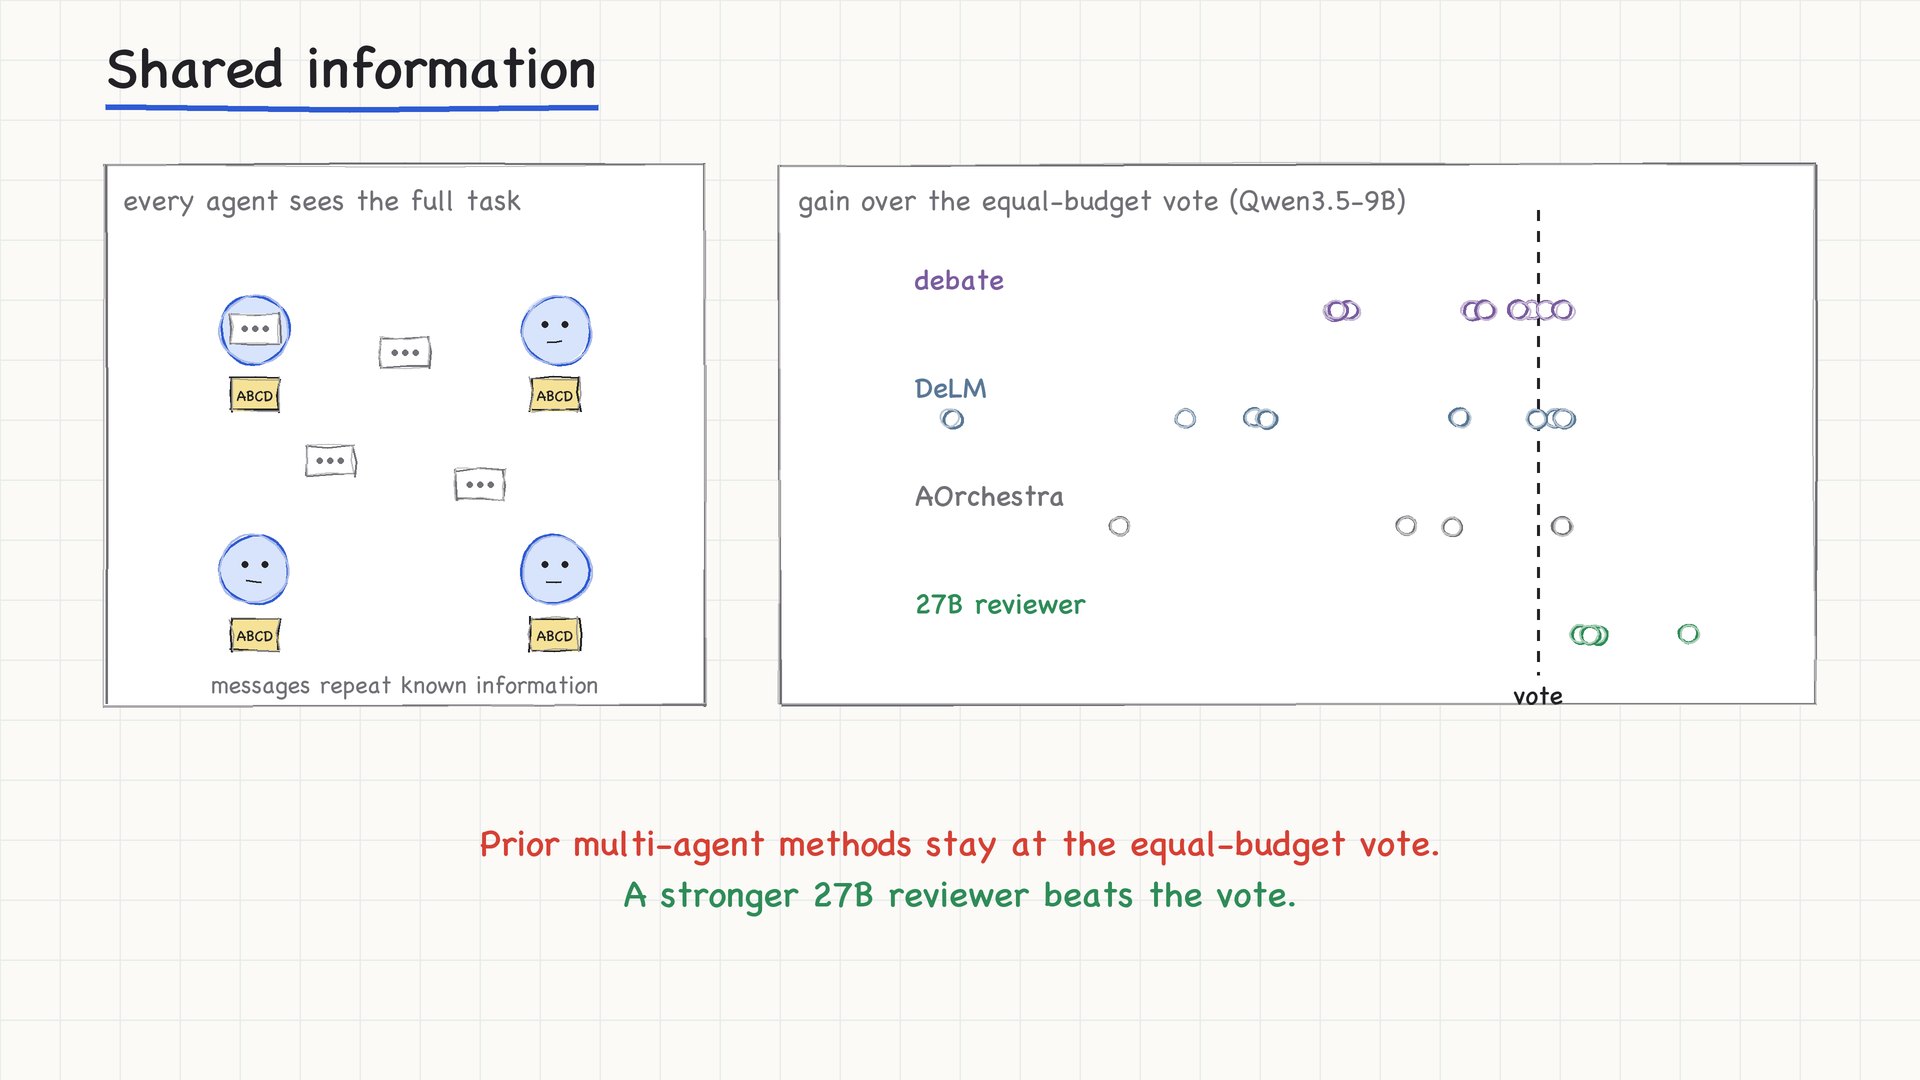 Shared information
every agent sees the full task
ABCD
ABCD
ABCD
ABCD
messages repeat known information
gain over the equal-budget vote (Qwen3.5-9B)
debate
DeLM
AOrchestra
27B reviewer
vote
Prior multi-agent methods stay at the equal-budget vote.
A stronger 27B reviewer beats the vote.